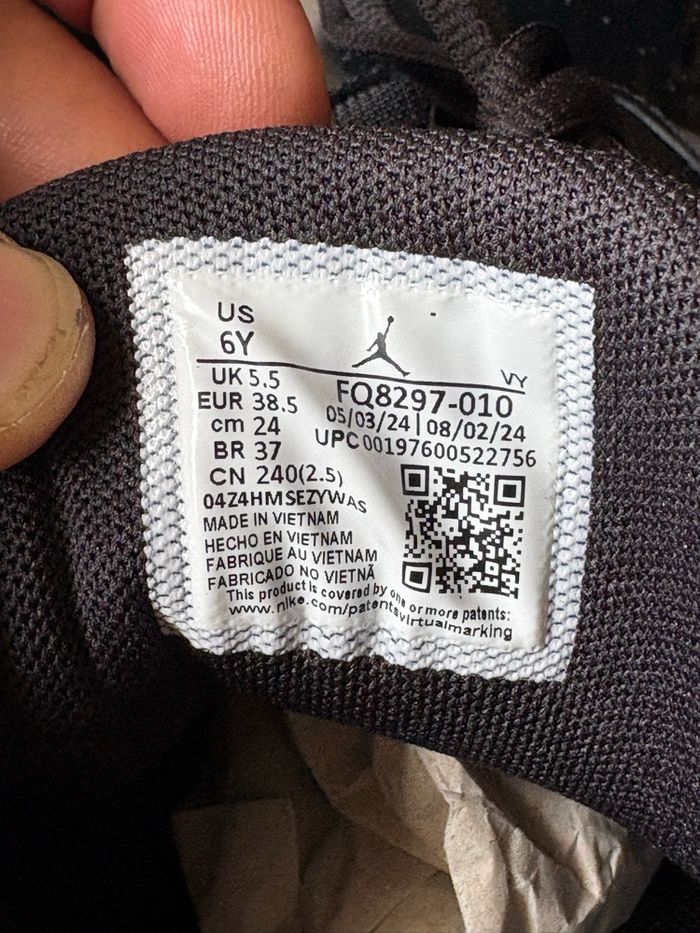 US
6Y
VY
UK 5.5
EUR 38.5
cm 24
BR 37
CN 240(2.5)
FQ8297-010
05/03/24 | 08/02/24
UPC 00197600522756
04Z4HMSEZYWAS
MADE IN VIETNAM
HECHO EN VIETNAM
FABRIQUE AU VIETNAM
FABRICADO NO VIETNÃ
This product is covered by one or more patents:
www.nike.com/patentsvirtualmarking